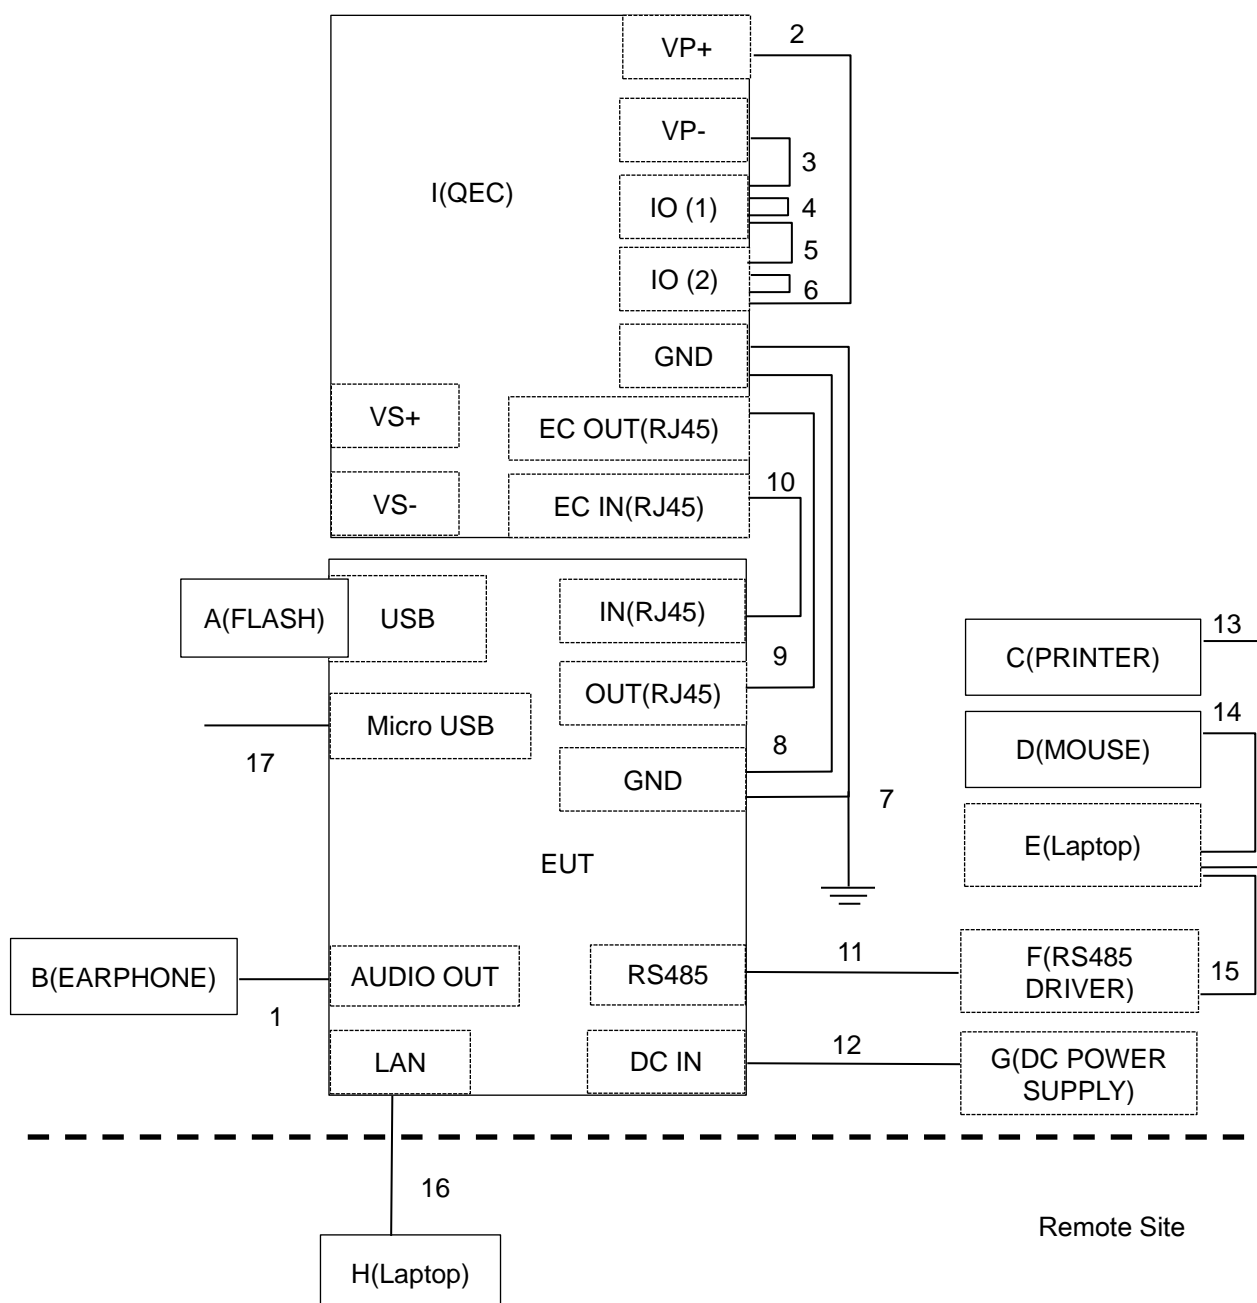 VP+
2
VP-
3
I(QEC)
IO (1)
4
5
IO (2)
6
GND
VS+
EC OUT(RJ45)
VS-
EC IN(RJ45)
10
A(FLASH)
USB
IN(RJ45)
9
OUT(RJ45)
Micro USB
17
8
GND
7
EUT
13
C(PRINTER)
14
D(MOUSE)
E(Laptop)
B(EARPHONE)
1
AUDIO OUT
RS485
11
F(RS485
DRIVER)
15
LAN
DC IN
12
G(DC POWER
SUPPLY)
16
Remote Site
H(Laptop)